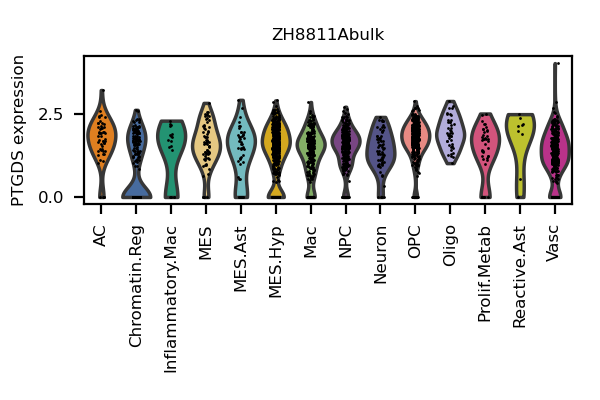 ZH8811Abulk
PTGDS expression
2.5
0.0
AC
Chromatin.Reg
Inflammatory.Mac
MES
MES.Ast
MES.Hyp
Mac
NPC
Neuron
OPC
Oligo
Prolif.Metab
Reactive.Ast
Vasc